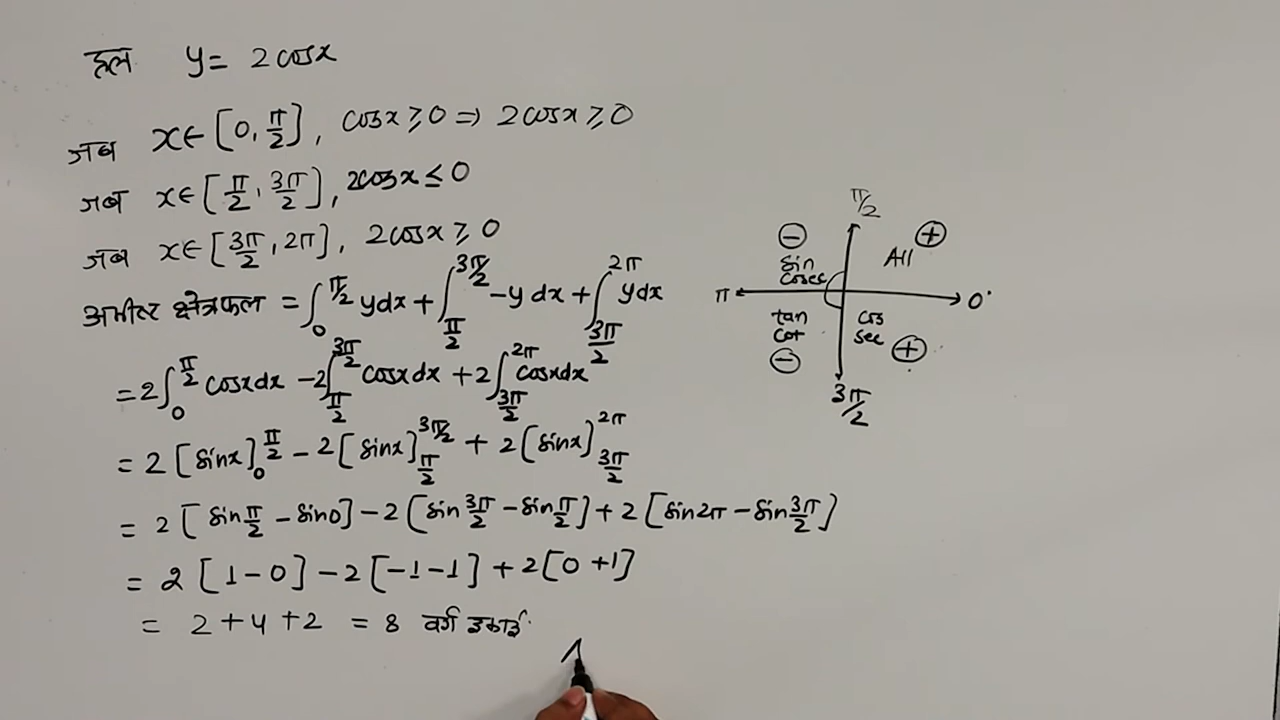 हल y = 2cosx
जब x∈[0, π/2], cosx ≥ 0 ⇒ 2cosx ≥ 0
जब x∈[π/2, 3π/2], 2cosx ≤ 0
जब x∈[3π/2, 2π], 2cosx ≥ 0
अभीष्ट क्षेत्रफल = ∫₀^{π/2} ydx + ∫_{π/2}^{3π/2} -y dx + ∫_{3π/2}^{2π} ydx
= 2∫₀^{π/2} cosxdx - 2∫_{π/2}^{3π/2} cosxdx + 2∫_{3π/2}^{2π} cosxdx
= 2[sinx]₀^{π/2} - 2[sinx]_{π/2}^{3π/2} + 2[sinx]_{3π/2}^{2π}
= 2[sin π/2 - sin0] - 2[sin 3π/2 - sin π/2] + 2[sin2π - sin 3π/2]
= 2[1-0] - 2[-1-1] + 2[0+1]
= 2+4+2 = 8 वर्ग इकाई
π/2
⊖ ⊕
sin All
cosec
π 0
tan cos
cot sec
⊖ ⊕
3π/2